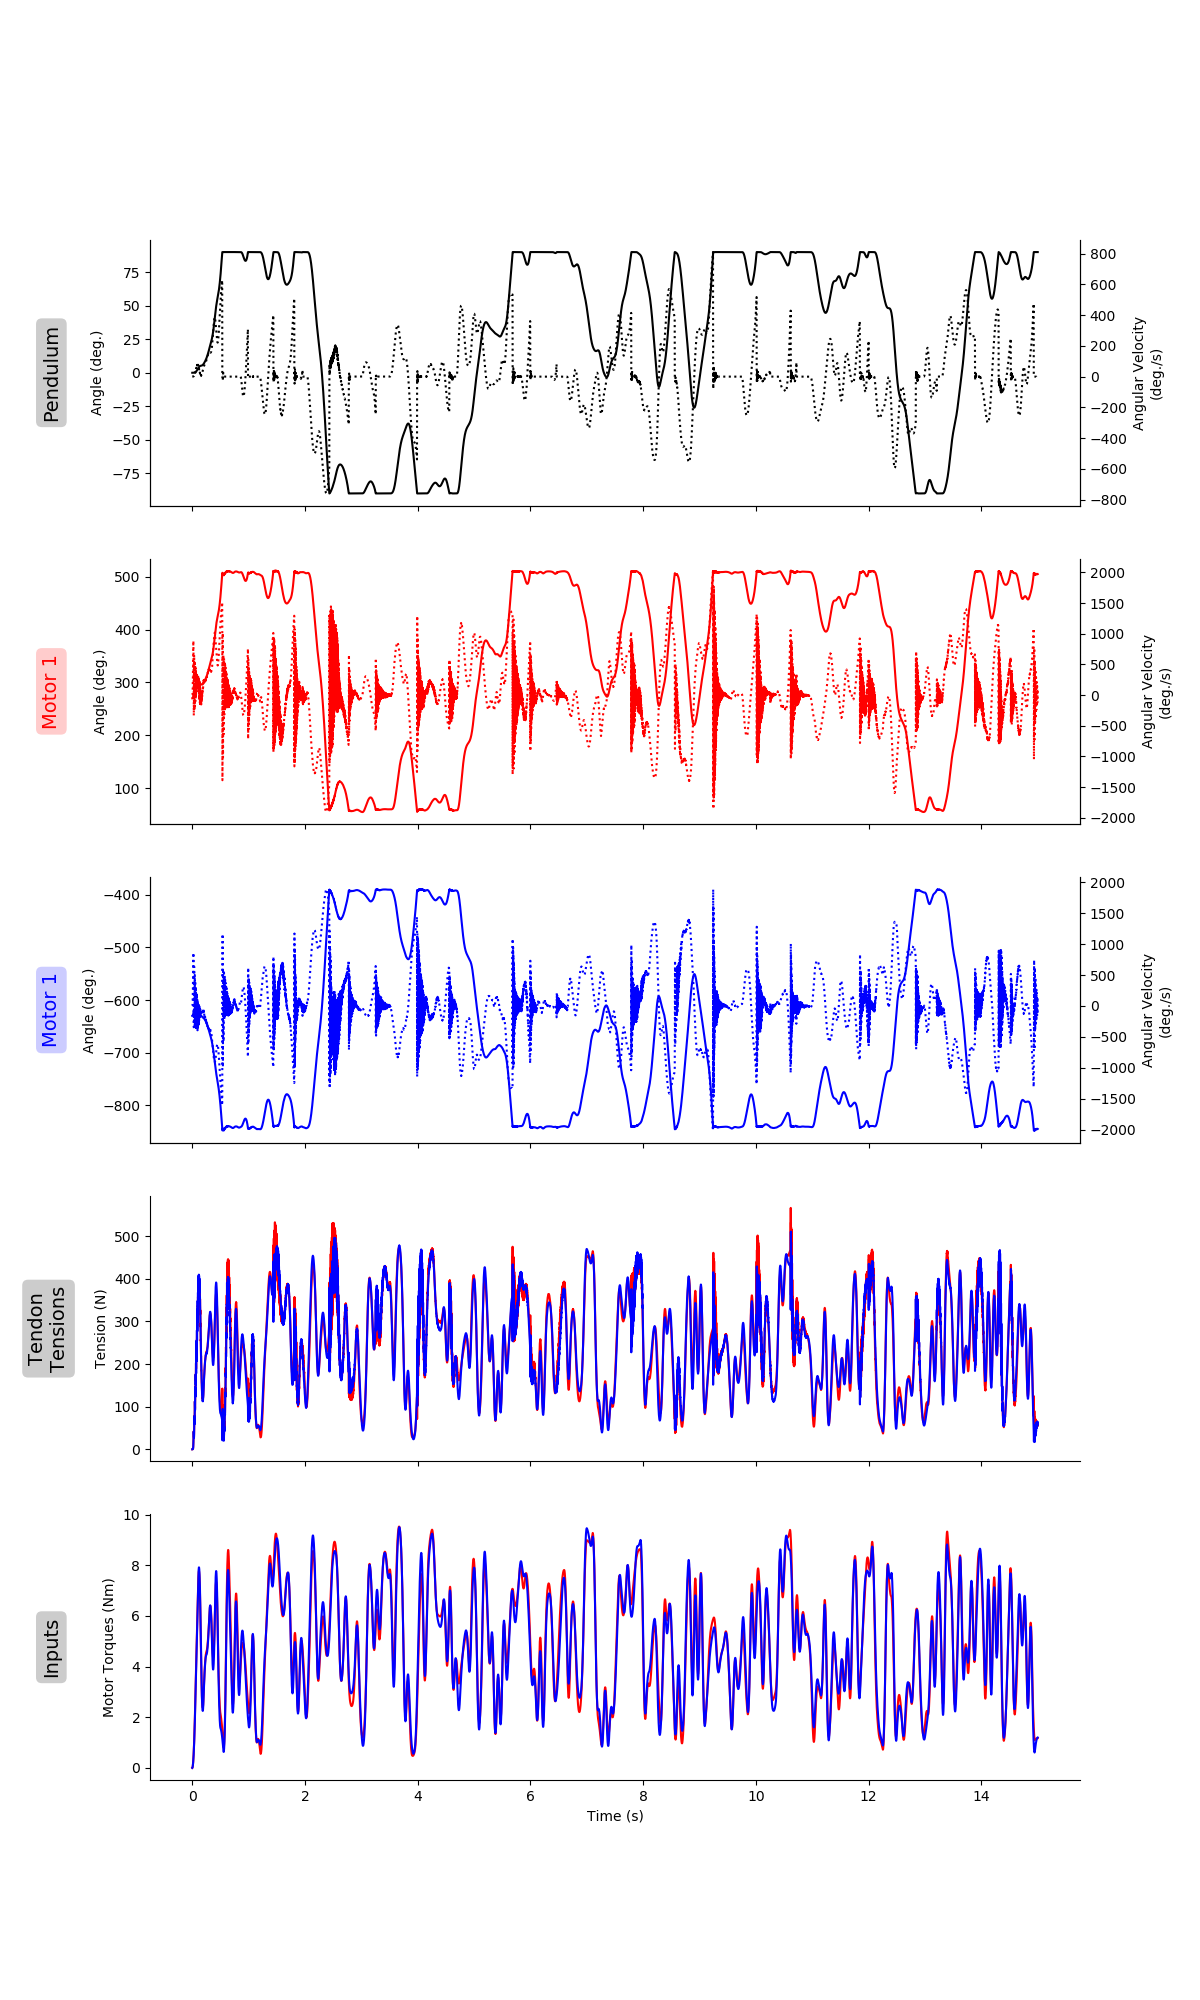 Pendulum
Angle (deg.)
75
50
25
0
−25
−50
−75
800
600
400
200
0
−200
−400
−600
−800
Angular Velocity
(deg./s)
Motor 1
Angle (deg.)
500
400
300
200
100
2000
1500
1000
500
0
−500
−1000
−1500
−2000
Angular Velocity
(deg./s)
Motor 1
Angle (deg.)
−400
−500
−600
−700
−800
2000
1500
1000
500
0
−500
−1000
−1500
−2000
Angular Velocity
(deg./s)
Tendon
Tensions
Tension (N)
500
400
300
200
100
0
Inputs
Motor Torques (Nm)
10
8
6
4
2
0
0 2 4 6 8 10 12 14
Time (s)